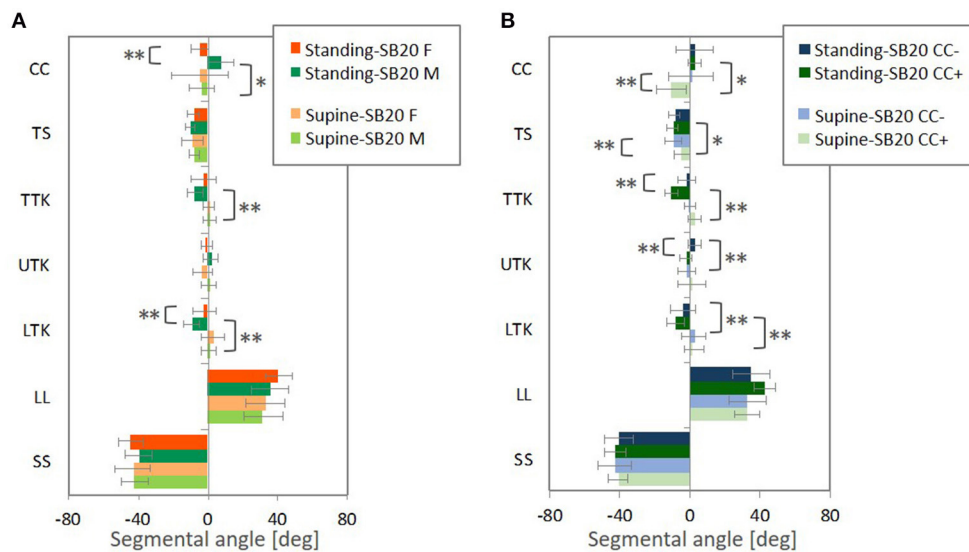 A
CC
TS
TTK
UTK
LTK
LL
SS
**
*
**
**
**
Standing-SB20 F
Standing-SB20 M
Supine-SB20 F
Supine-SB20 M
-80 -40 0 40 80
Segmental angle [deg]
B
CC
TS
TTK
UTK
LTK
LL
SS
**
*
**
*
**
**
**
**
**
**
Standing-SB20 CC-
Standing-SB20 CC+
Supine-SB20 CC-
Supine-SB20 CC+
-80 -40 0 40 80
Segmental angle [deg]